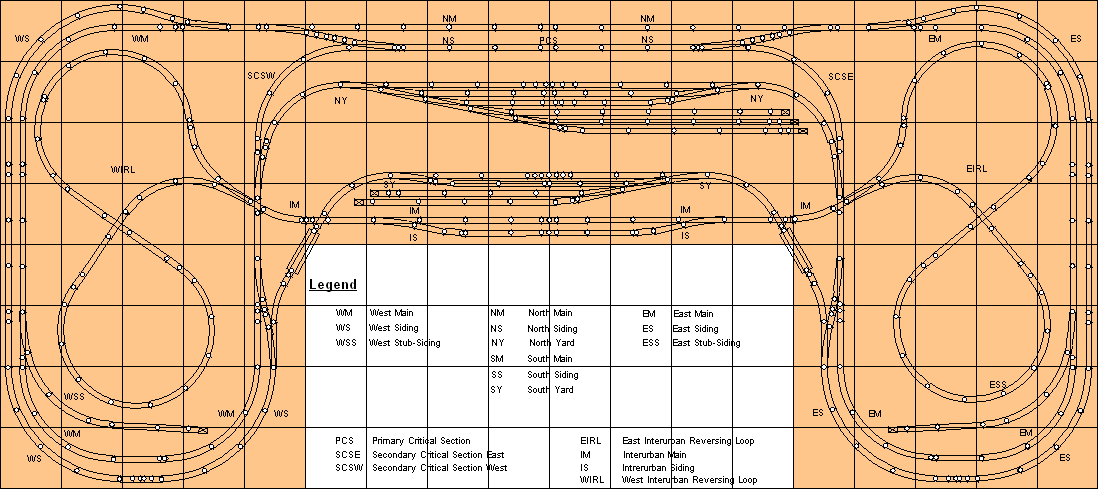 NM NM
WS WM NS PCS NS EM ES
SCSW SCSE
NY NY
WIRL EIRL
SY SY
IM IM IM IM
IS IS
Legend
WM West Main NM North Main EM East Main
WS West Siding NS North Siding ES East Siding
WSS West Stub-Siding NY North Yard ESS East Stub-Siding
SM South Main
SS South Siding
SY South Yard
WSS ESS
WM WS ES EM
WM EM
WS ES
PCS Primary Critical Section EIRL East Interurban Reversing Loop
SCSE Secondary Critical Section East IM Interurban Main
SCSW Secondary Critical Section West IS Intrerurban Siding
WIRL West Interurban Reversing Loop